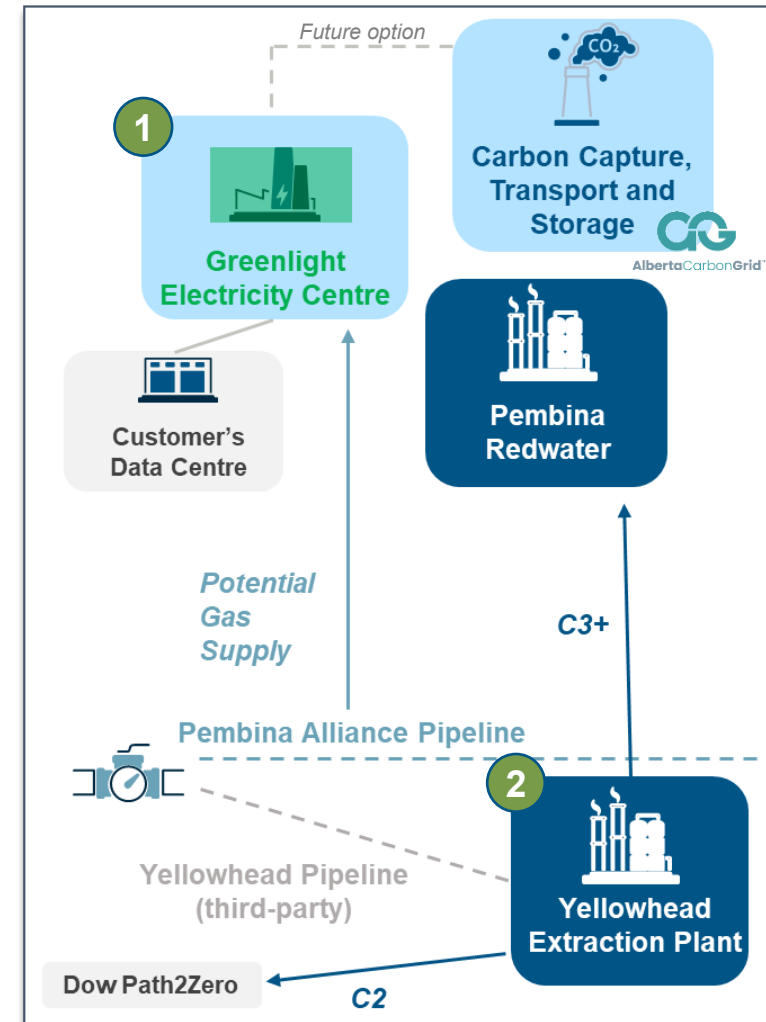 Future option
CO₂
1
Carbon Capture,
Transport and
Storage
AlbertaCarbonGrid™
Greenlight
Electricity Centre
Customer’s
Data Centre
Pembina
Redwater
Potential
Gas
Supply
C3+
Pembina Alliance Pipeline
2
Yellowhead Pipeline
(third-party)
Yellowhead
Extraction Plant
Dow Path2Zero
C2